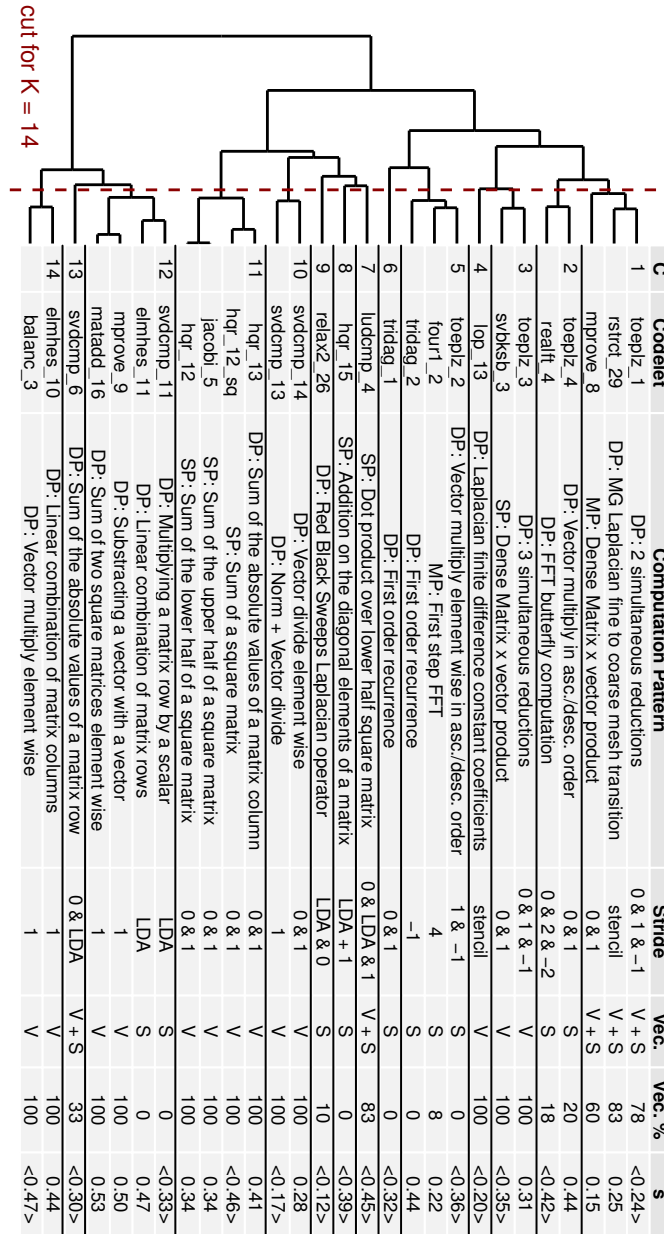 C Codelet Computation Pattern Stride Vec. Vec. % s
1 toeplz_1 DP: 2 simultaneous reductions 0 & 1 & −1 V + S 78 <0.24>
rstrct_29 DP: MG Laplacian fine to coarse mesh transition stencil V + S 83 0.25
mprove_8 MP: Dense Matrix x vector product 0 & 1 V + S 60 0.15
2 toeplz_4 DP: Vector multiply in asc./desc. order 0 & 1 S 20 0.44
realft_4 DP: FFT butterfly computation 0 & 2 & −2 S 18 <0.42>
3 toeplz_3 DP: 3 simultaneous reductions 0 & 1 & −1 V 100 0.31
svbksb_3 SP: Dense Matrix x vector product 0 & 1 V 100 <0.35>
4 lop_13 DP: Laplacian finite difference constant coefficients stencil V 100 <0.20>
5 toeplz_2 DP: Vector multiply element wise in asc./desc. order 1 & −1 S 0 <0.36>
four1_2 MP: First step FFT 4 S 8 0.22
tridag_2 DP: First order recurrence −1 S 0 0.44
6 tridag_1 DP: First order recurrence 0 & 1 S 0 <0.32>
7 ludcmp_4 SP: Dot product over lower half square matrix 0 & LDA & 1 V + S 83 <0.45>
8 hqr_15 SP: Addition on the diagonal elements of a matrix LDA + 1 S 0 <0.39>
9 relax2_26 DP: Red Black Sweeps Laplacian operator LDA & 0 S 10 <0.12>
10 svdcmp_14 DP: Vector divide element wise 0 & 1 V 100 0.28
svdcmp_13 DP: Norm + Vector divide 1 V 100 <0.17>
11 hqr_13 DP: Sum of the absolute values of a matrix column 0 & 1 V 100 0.41
hqr_12_sq SP: Sum of a square matrix 0 & 1 V 100 <0.46>
jacobi_5 SP: Sum of the upper half of a square matrix 0 & 1 V 100 0.34
hqr_12 SP: Sum of the lower half of a square matrix 0 & 1 V 100 0.34
12 svdcmp_11 DP: Multiplying a matrix row by a scalar LDA S 0 <0.33>
elmhes_11 DP: Linear combination of matrix rows LDA S 0 0.47
mprove_9 DP: Substracting a vector with a vector 1 V 100 0.50
matadd_16 DP: Sum of two square matrices element wise 1 V 100 0.53
13 svdcmp_6 DP: Sum of the absolute values of a matrix row 0 & LDA V + S 33 <0.30>
14 elmhes_10 DP: Linear combination of matrix columns 1 V 100 0.44
balanc_3 DP: Vector multiply element wise 1 V 100 <0.47>
cut for K = 14